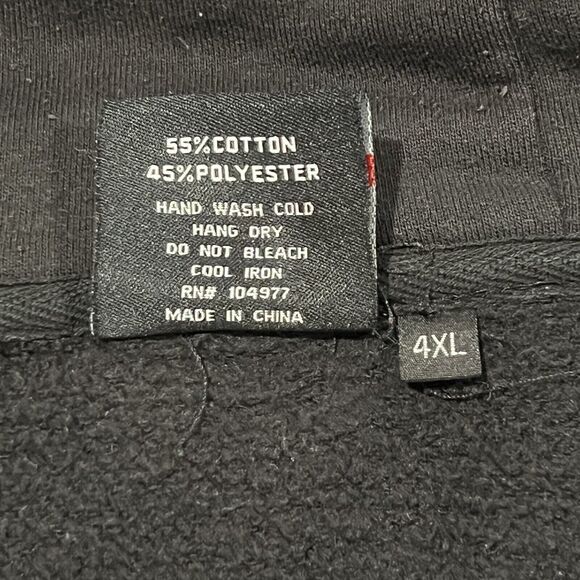 55%COTTON
45%POLYESTER
HAND WASH COLD
HANG DRY
DO NOT BLEACH
COOL IRON
RN# 104977
MADE IN CHINA
4XL